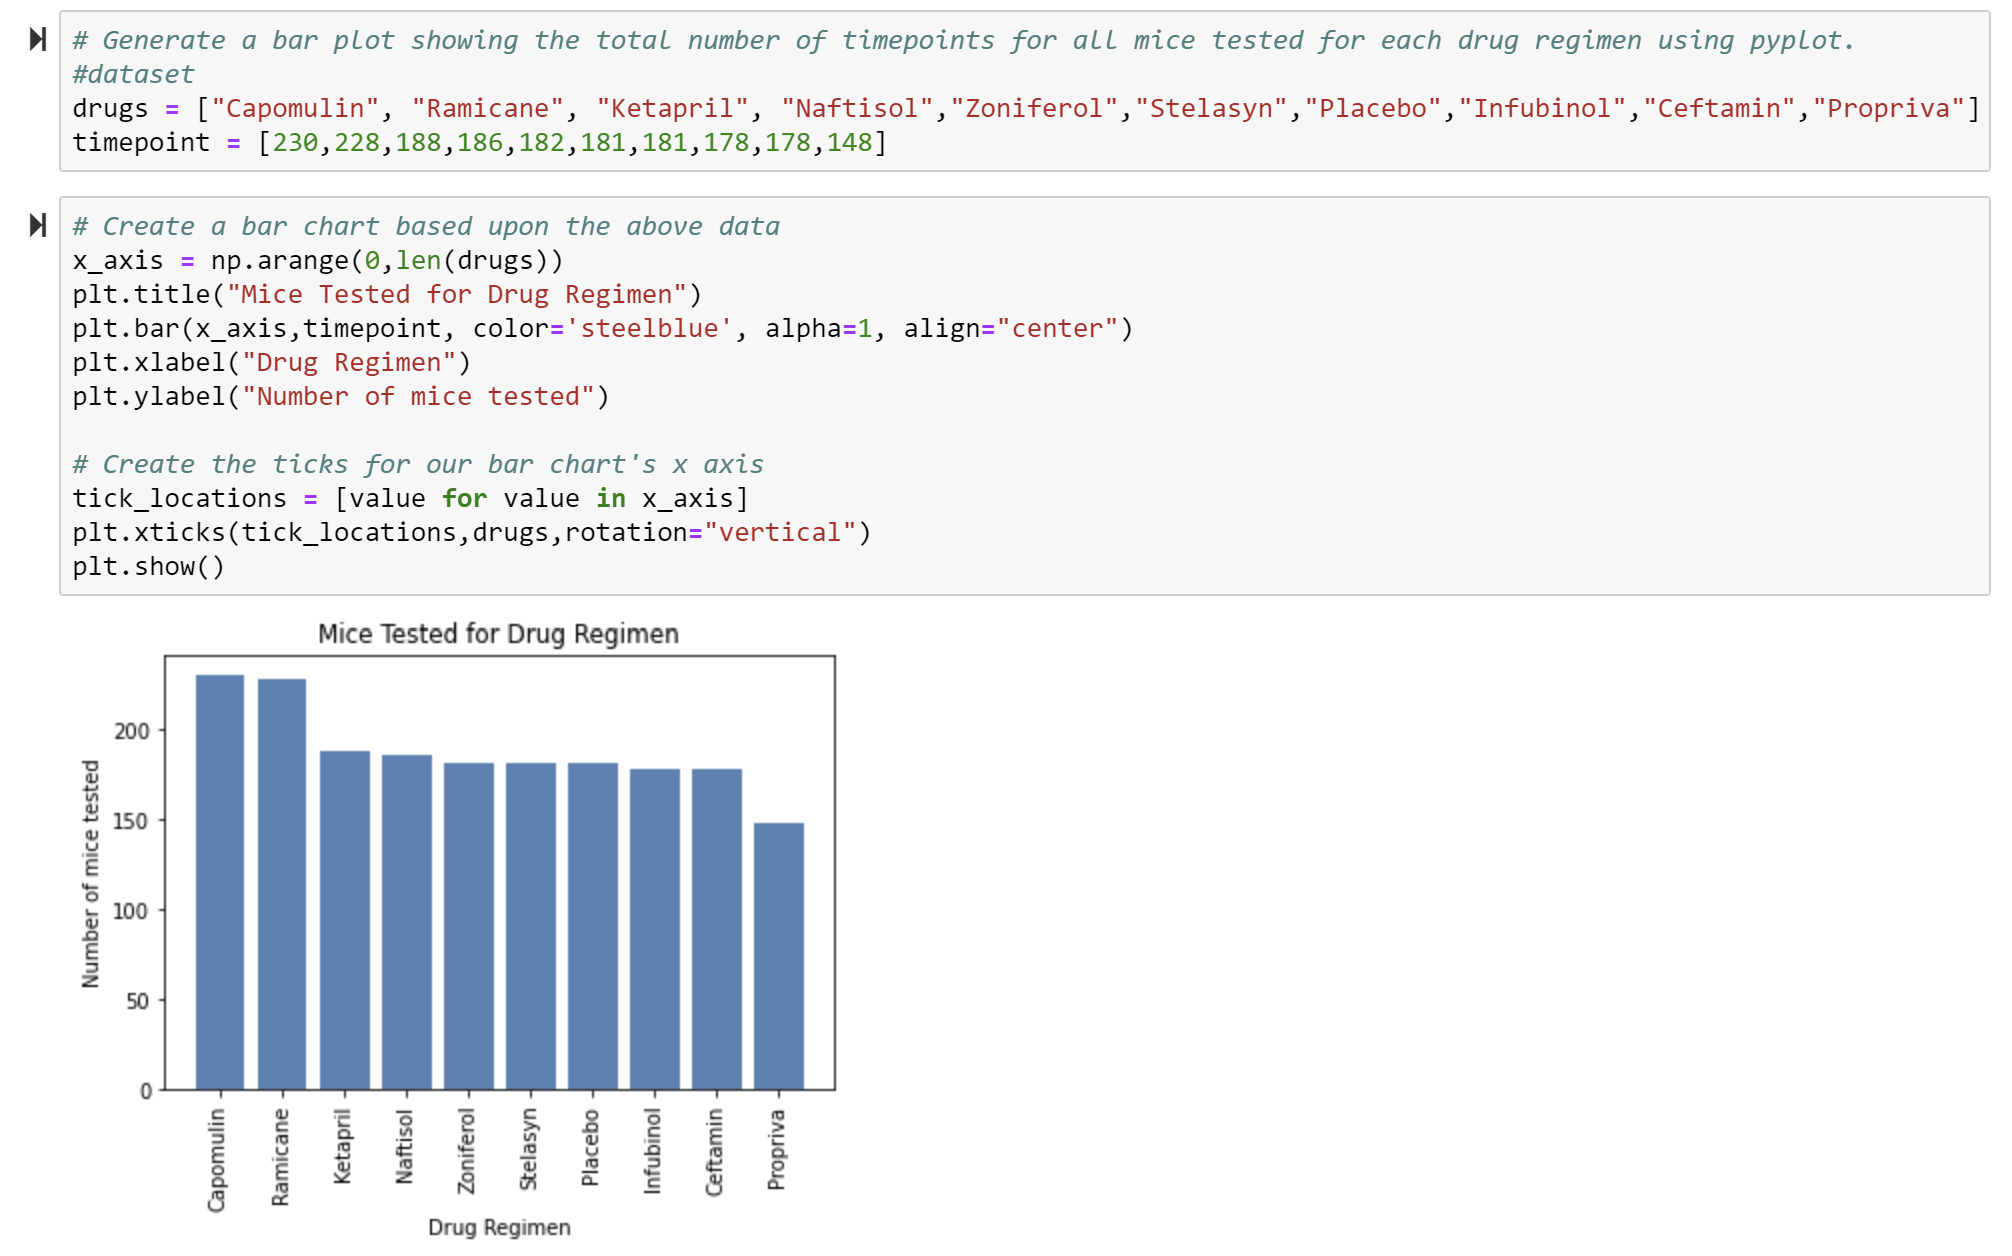 # Generate a bar plot showing the total number of timepoints for all mice tested for each drug regimen using pyplot.
#dataset
drugs = ["Capomulin", "Ramicane", "Ketapril", "Naftisol","Zoniferol","Stelasyn","Placebo","Infubinol","Ceftamin","Propriva"]
timepoint = [230,228,188,186,182,181,181,178,178,148]
# Create a bar chart based upon the above data
x_axis = np.arange(0,len(drugs))
plt.title("Mice Tested for Drug Regimen")
plt.bar(x_axis,timepoint, color='steelblue', alpha=1, align="center")
plt.xlabel("Drug Regimen")
plt.ylabel("Number of mice tested")
# Create the ticks for our bar chart's x axis
tick_locations = [value for value in x_axis]
plt.xticks(tick_locations,drugs,rotation="vertical")
plt.show()
Mice Tested for Drug Regimen
Number of mice tested
200
150
100
50
0
Capomulin
Ramicane
Ketapril
Naftisol
Zoniferol
Stelasyn
Placebo
Infubinol
Ceftamin
Propriva
Drug Regimen